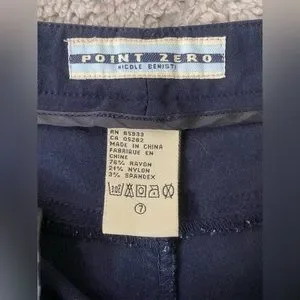 POINT ZERO
NICOLE BENISTI
RN 85933
CA 05282
MADE IN CHINA
FABRIQUE EN
CHINE
76% RAYON
21% NYLON
3% SPANDEX
30°
7